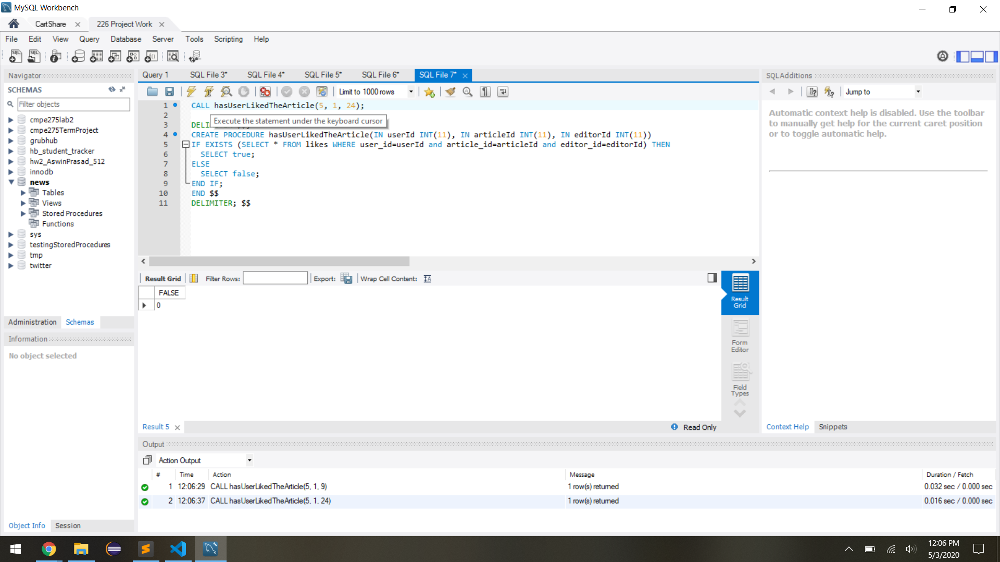 MySQL Workbench
CartShare
226 Project Work
File Edit View Query Database Server Tools Scripting Help
Navigator
SCHEMAS
Filter objects
cmpe275lab2
cmpe275TermProject
grubhub
hb_student_tracker
hw2_AswinPrasad_512
innodb
news
Tables
Views
Stored Procedures
Functions
sys
testingStoredProcedures
tmp
twitter
Administration Schemas
Information
No object selected
Object Info Session
Query 1 SQL File 3* SQL File 4* SQL File 5* SQL File 6* SQL File 7*
Limit to 1000 rows
1 CALL hasUserLikedTheArticle(5, 1, 24);
2
Execute the statement under the keyboard cursor
3 DELI
4 CREATE PROCEDURE hasUserLikedTheArticle(IN userId INT(11), IN articleId INT(11), IN editorId INT(11))
5 IF EXISTS (SELECT * FROM likes WHERE user_id=userId and article_id=articleId and editor_id=editorId) THEN
6 SELECT true;
7 ELSE
8 SELECT false;
9 END IF;
10 END $$
11 DELIMITER; $$
Result Grid Filter Rows: Export: Wrap Cell Content:
FALSE
0
Result Grid
Form Editor
Field Types
Result 5
Read Only
SQLAdditions
Jump to
Automatic context help is disabled. Use the toolbar
to manually get help for the current caret position
or to toggle automatic help.
Context Help Snippets
Output
Action Output
# Time Action Message Duration / Fetch
1 12:06:29 CALL hasUserLikedTheArticle(5, 1, 9) 1 row(s) returned 0.032 sec / 0.000 sec
2 12:06:37 CALL hasUserLikedTheArticle(5, 1, 24) 1 row(s) returned 0.016 sec / 0.000 sec
12:06 PM
5/3/2020